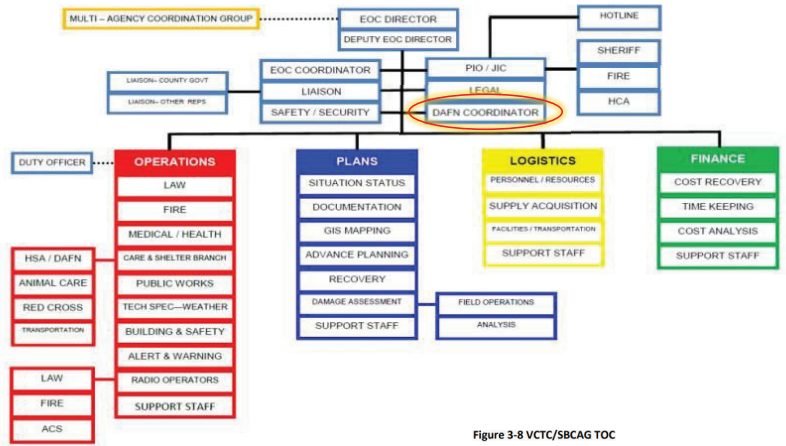 MULTI – AGENCY COORDINATION GROUP
EOC DIRECTOR
DEPUTY EOC DIRECTOR
HOTLINE
EOC COORDINATOR
LIAISON
SAFETY / SECURITY
PIO / JIC
LEGAL
DAFN COORDINATOR
SHERIFF
FIRE
HCA
LIAISON– COUNTY GOVT
LIAISON– OTHER REPS
DUTY OFFICER
OPERATIONS
LAW
FIRE
MEDICAL / HEALTH
CARE & SHELTER BRANCH
PUBLIC WORKS
TECH SPEC—WEATHER
BUILDING & SAFETY
ALERT & WARNING
RADIO OPERATORS
SUPPORT STAFF
HSA / DAFN
ANIMAL CARE
RED CROSS
TRANSPORTATION
LAW
FIRE
ACS
PLANS
SITUATION STATUS
DOCUMENTATION
GIS MAPPING
ADVANCE PLANNING
RECOVERY
DAMAGE ASSESSMENT
SUPPORT STAFF
FIELD OPERATIONS
ANALYSIS
LOGISTICS
PERSONNEL / RESOURCES
SUPPLY ACQUISITION
FACILITIES / TRANSPORTATION
SUPPORT STAFF
FINANCE
COST RECOVERY
TIME KEEPING
COST ANALYSIS
SUPPORT STAFF
Figure 3-8 VCTC/SBCAG TOC